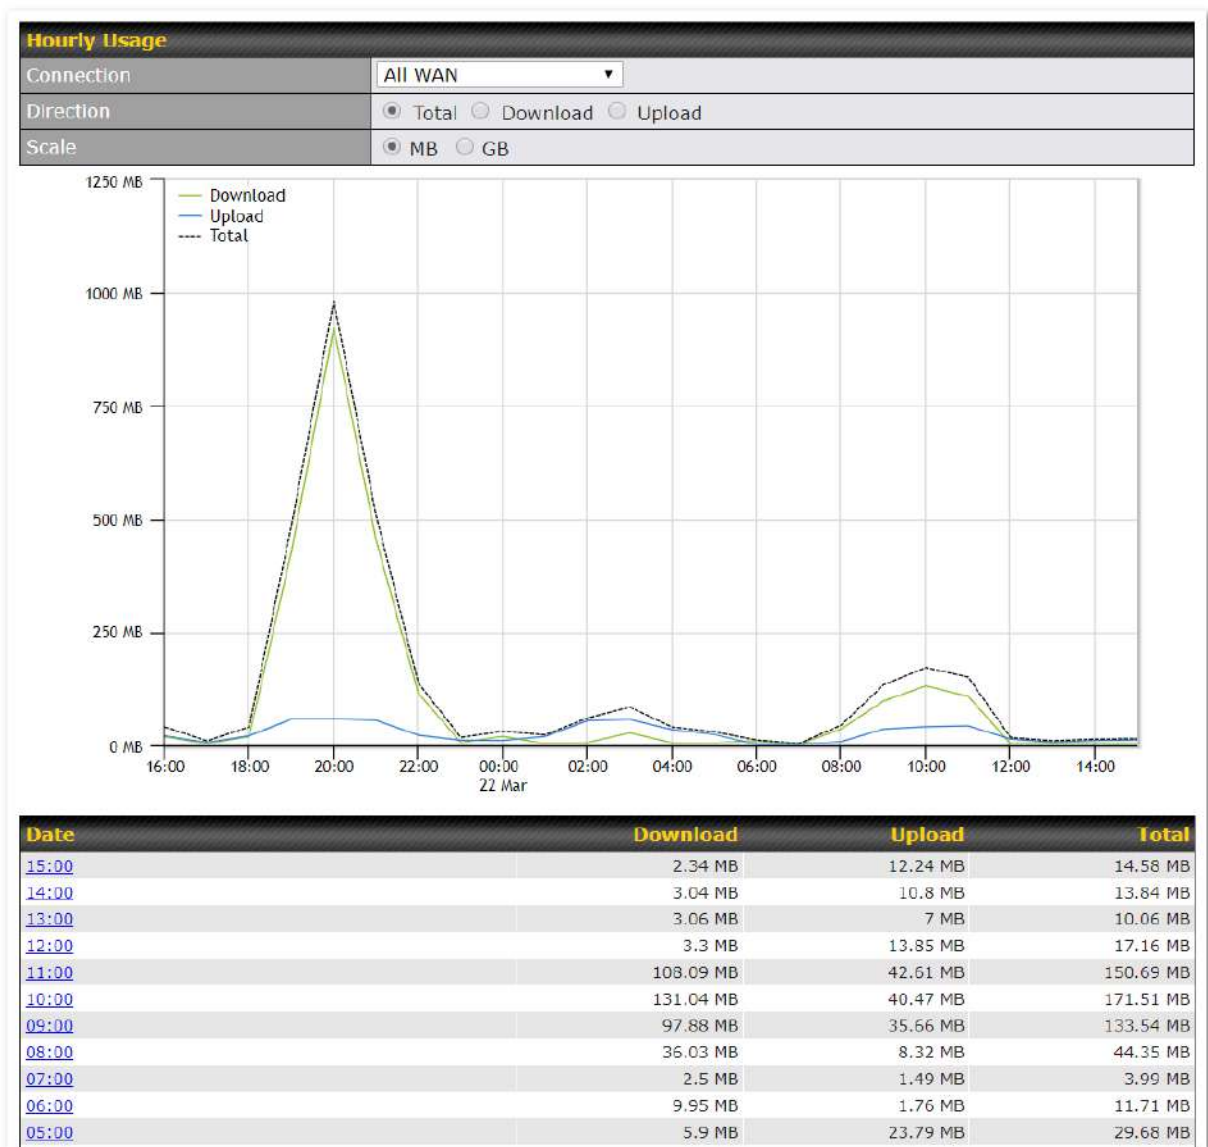 Hourly Usage
Connection All WAN
Direction Total Download Upload
Scale MB GB
1250 MB
Download
Upload
Total
1000 MB
750 MB
500 MB
250 MB
0 MB
16:00 18:00 20:00 22:00 00:00 02:00 04:00 06:00 08:00 10:00 12:00 14:00
22 Mar
Date Download Upload Total
15:00 2.34 MB 12.24 MB 14.58 MB
14:00 3.04 MB 10.8 MB 13.84 MB
13:00 3.06 MB 7 MB 10.06 MB
12:00 3.3 MB 13.85 MB 17.16 MB
11:00 108.09 MB 42.61 MB 150.69 MB
10:00 131.04 MB 40.47 MB 171.51 MB
09:00 97.88 MB 35.66 MB 133.54 MB
08:00 36.03 MB 8.32 MB 44.35 MB
07:00 2.5 MB 1.49 MB 3.99 MB
06:00 9.95 MB 1.76 MB 11.71 MB
05:00 5.9 MB 23.79 MB 29.68 MB